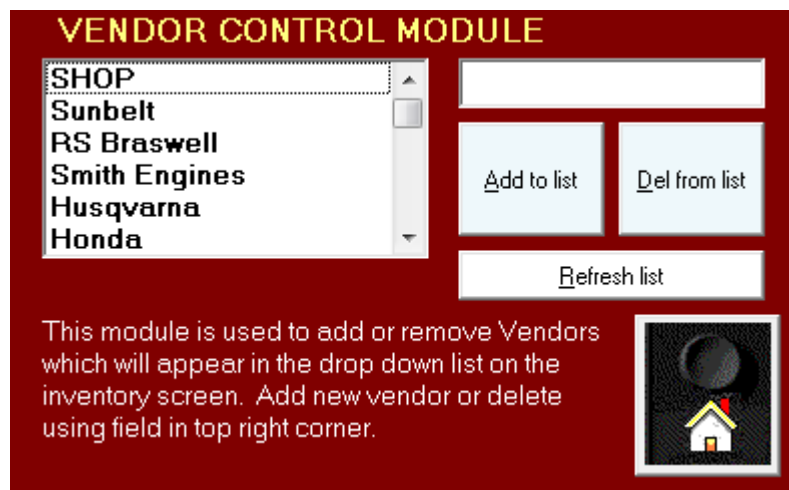 VENDOR CONTROL MODULE
SHOP
Sunbelt
RS Braswell
Smith Engines
Husqvarna
Honda
Add to list
Del from list
Refresh list
This module is used to add or remove Vendors
which will appear in the drop down list on the
inventory screen.  Add new vendor or delete
using field in top right corner.